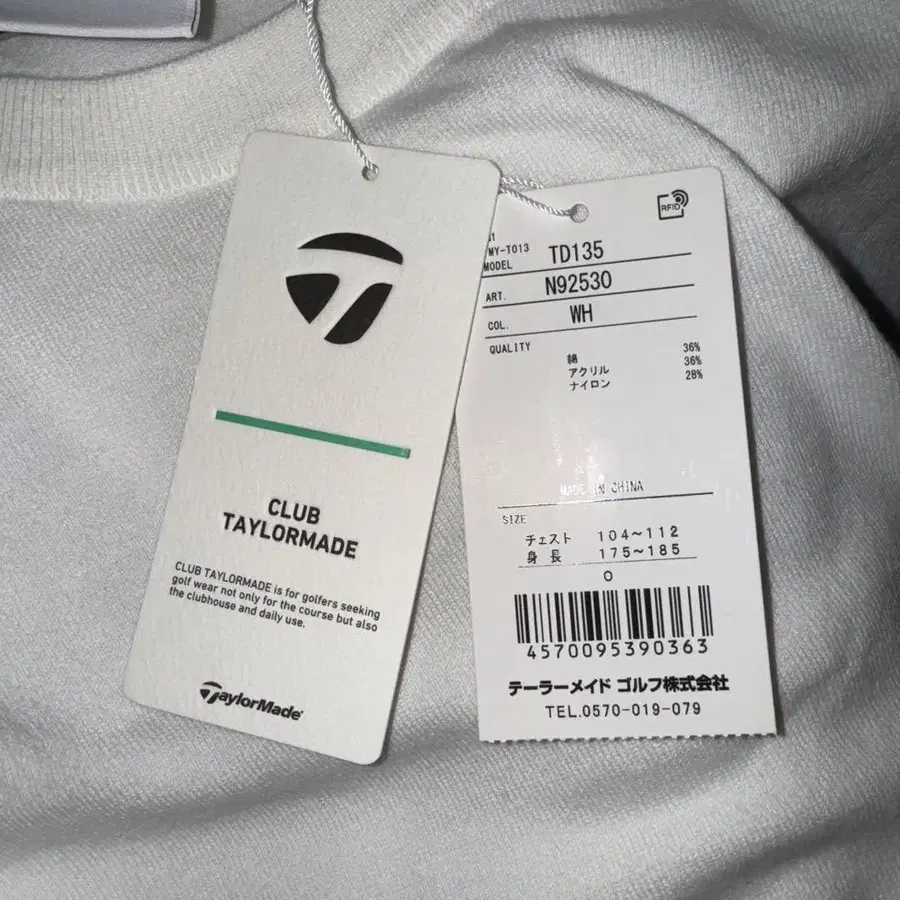 CLUB
TAYLORMADE
CLUB TAYLORMADE is for golfers seeking
golf wear not only for the course but also
the clubhouse and daily use.
TaylorMade
RFID
MY-T013
MODEL TD135
ART. N92530
COL. WH
QUALITY
綿 36%
アクリル 36%
ナイロン 28%
MADE IN CHINA
SIZE
チェスト 104~112
身長 175~185
O
4570095390363
テーラーメイド ゴルフ株式会社
TEL.0570-019-079